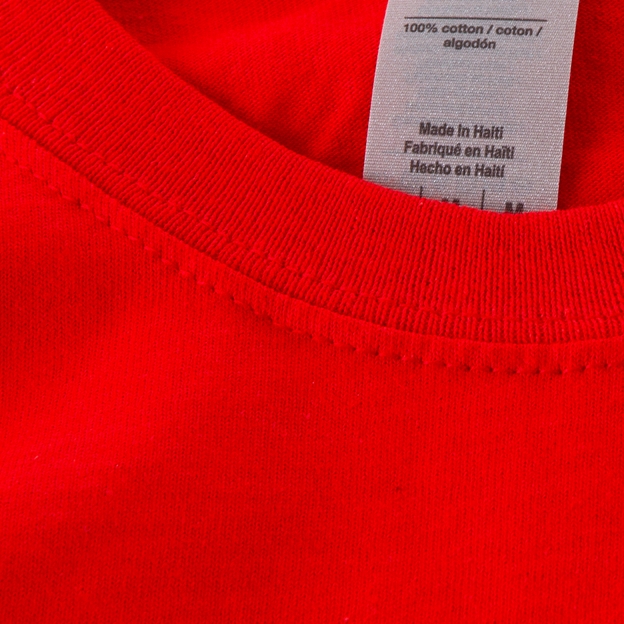 100% cotton / coton /
algodón
Made in Haiti
Fabriqué en Haïti
Hecho en Haití